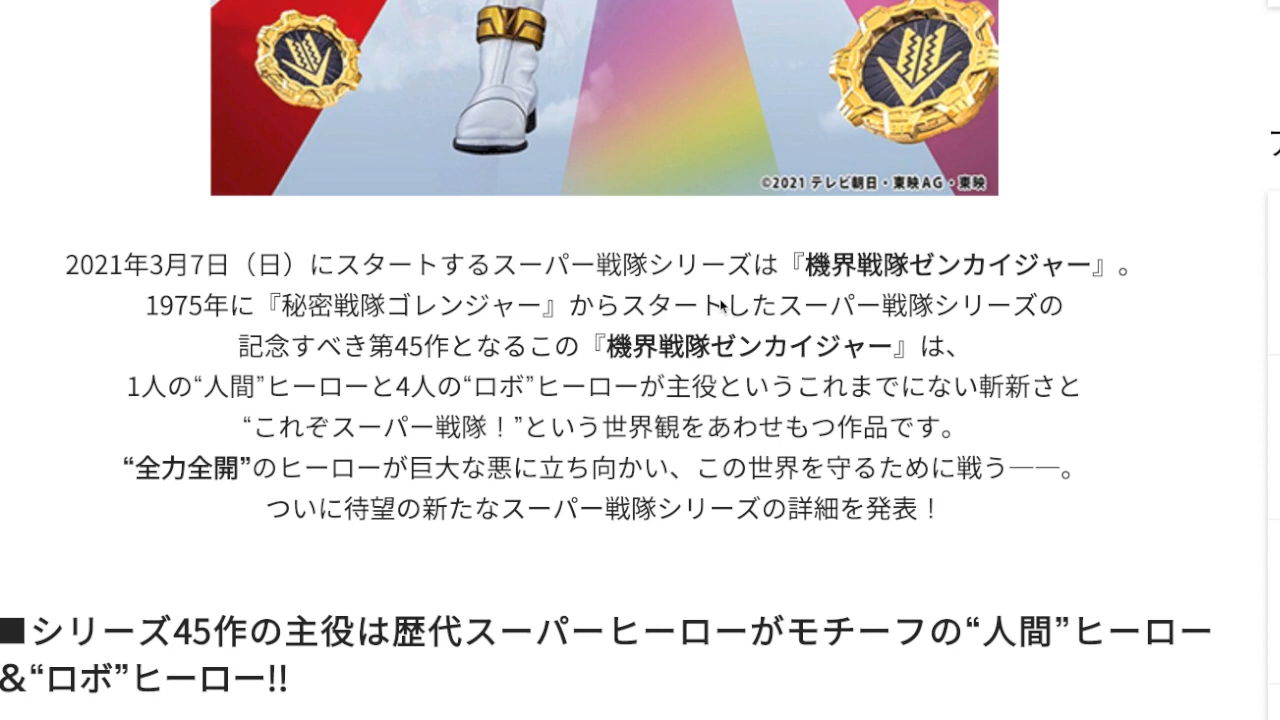 ©2021 テレビ朝日・東映AG・東映
2021年3月7日（日）にスタートするスーパー戦隊シリーズは『機界戦隊ゼンカイジャー』。
1975年に『秘密戦隊ゴレンジャー』からスタートしたスーパー戦隊シリーズの
記念すべき第45作となるこの『機界戦隊ゼンカイジャー』は、
1人の“人間”ヒーローと4人の“ロボ”ヒーローが主役というこれまでにない斬新さと
“これぞスーパー戦隊！”という世界観をあわせもつ作品です。
“全力全開”のヒーローが巨大な悪に立ち向かい、この世界を守るために戦う――。
ついに待望の新たなスーパー戦隊シリーズの詳細を発表！
■シリーズ45作の主役は歴代スーパーヒーローがモチーフの“人間”ヒーロー
&“ロボ”ヒーロー!!